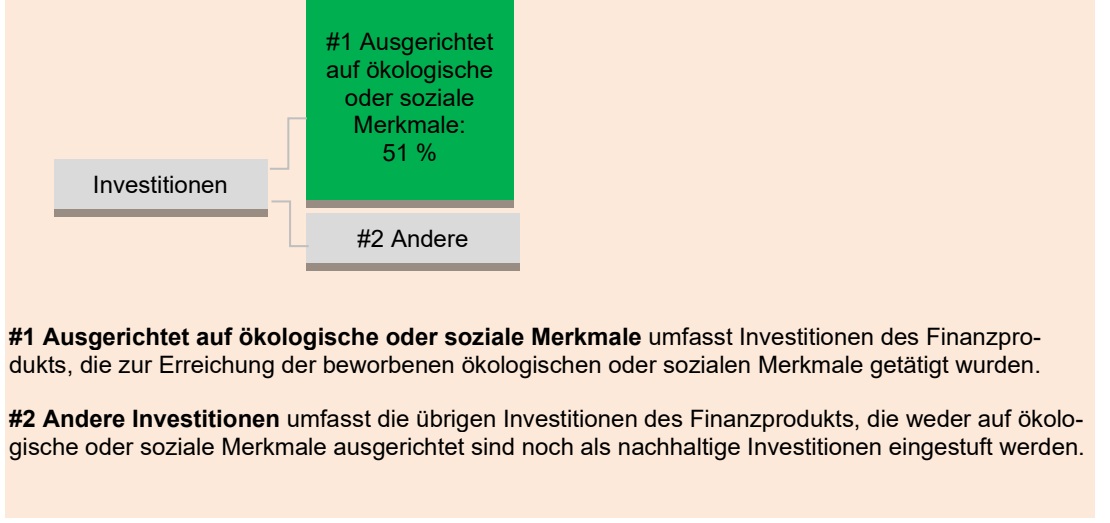 #1 Ausgerichtet
auf ökologische
oder soziale
Merkmale:
51 %
Investitionen
#2 Andere
#1 Ausgerichtet auf ökologische oder soziale Merkmale umfasst Investitionen des Finanzpro-
dukts, die zur Erreichung der beworbenen ökologischen oder sozialen Merkmale getätigt wurden.
#2 Andere Investitionen umfasst die übrigen Investitionen des Finanzprodukts, die weder auf ökolo-
gische oder soziale Merkmale ausgerichtet sind noch als nachhaltige Investitionen eingestuft werden.